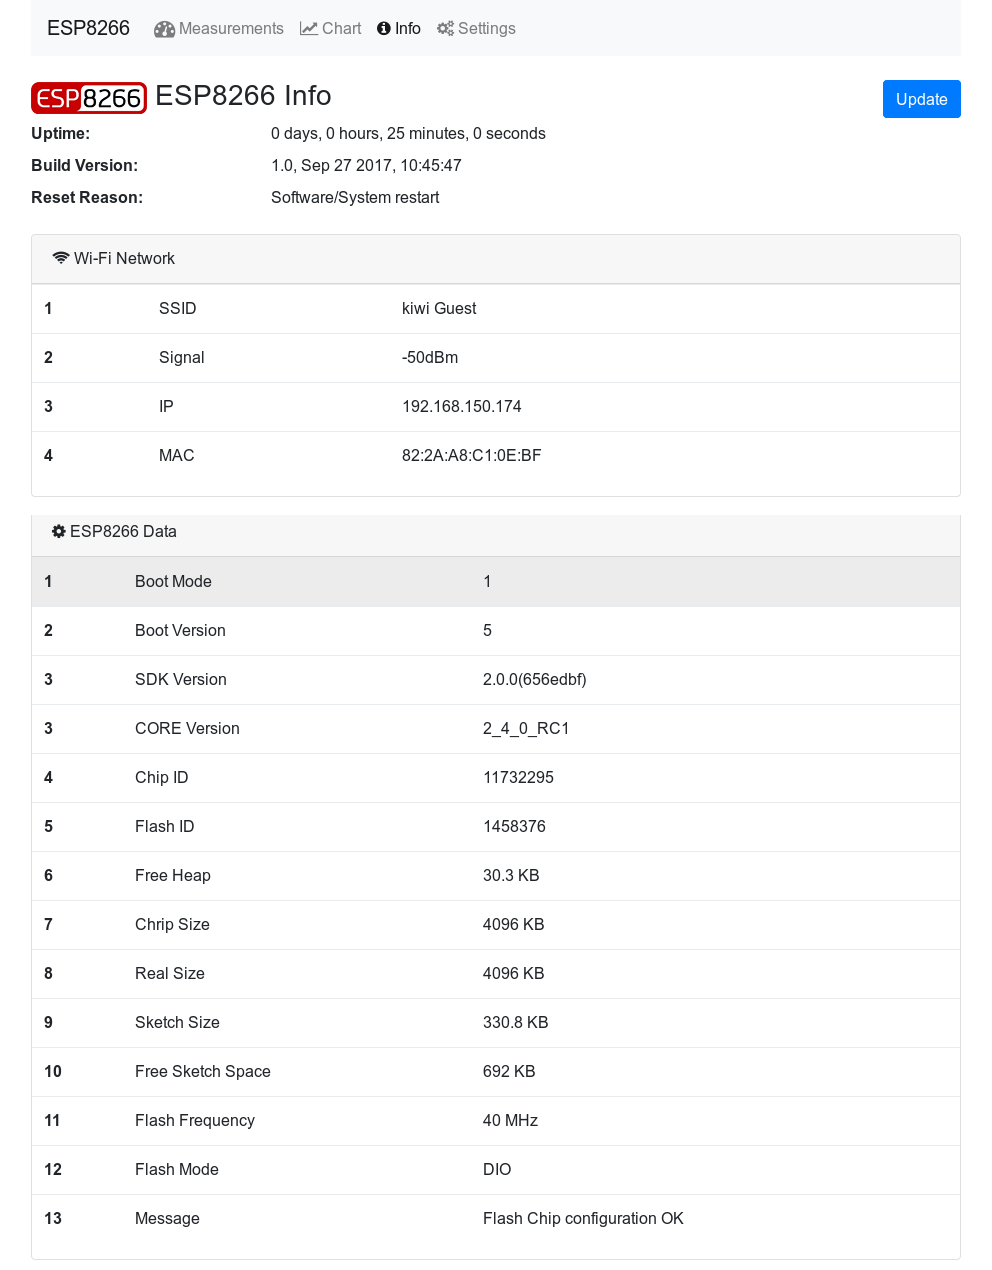 ESP8266 Measurements Chart Info Settings
ESP8266 ESP8266 Info Update
Uptime: 0 days, 0 hours, 25 minutes, 0 seconds
Build Version: 1.0, Sep 27 2017, 10:45:47
Reset Reason: Software/System restart
Wi-Fi Network
1 SSID kiwi Guest
2 Signal -50dBm
3 IP 192.168.150.174
4 MAC 82:2A:A8:C1:0E:BF
ESP8266 Data
1 Boot Mode 1
2 Boot Version 5
3 SDK Version 2.0.0(656edbf)
3 CORE Version 2_4_0_RC1
4 Chip ID 11732295
5 Flash ID 1458376
6 Free Heap 30.3 KB
7 Chrip Size 4096 KB
8 Real Size 4096 KB
9 Sketch Size 330.8 KB
10 Free Sketch Space 692 KB
11 Flash Frequency 40 MHz
12 Flash Mode DIO
13 Message Flash Chip configuration OK